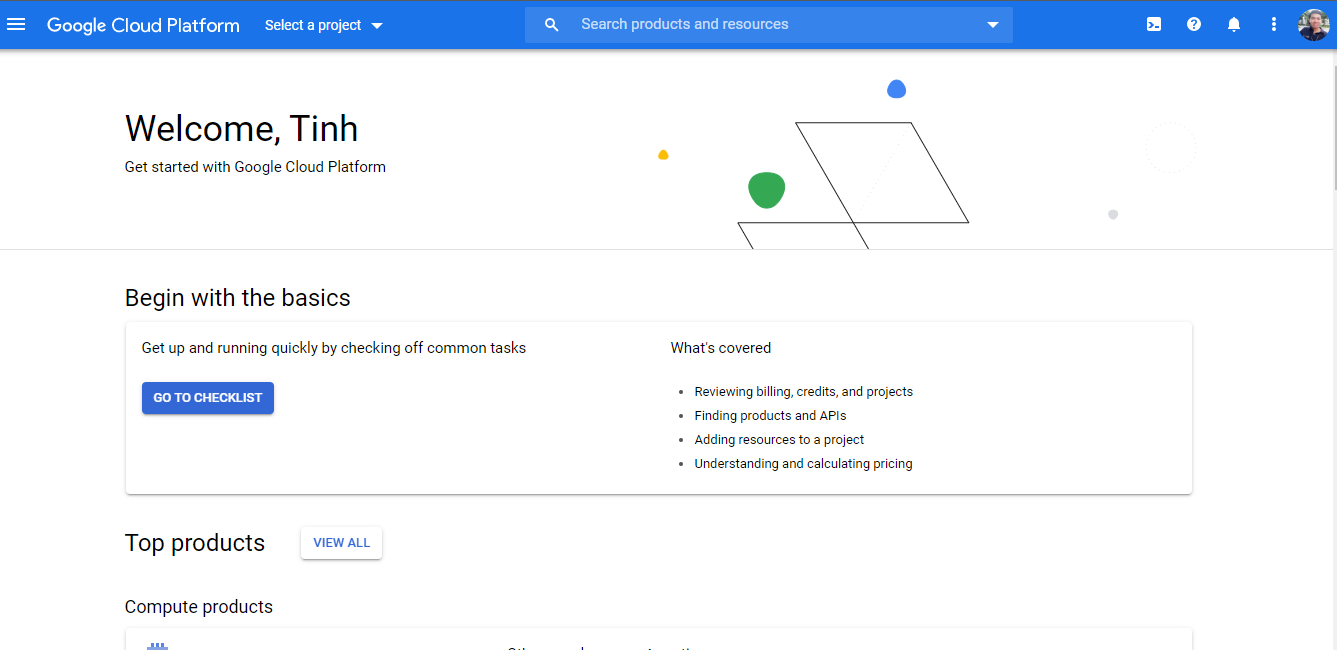 Google Cloud Platform Select a project Search products and resources
Welcome, Tinh
Get started with Google Cloud Platform
Begin with the basics
Get up and running quickly by checking off common tasks
GO TO CHECKLIST
What's covered
Reviewing billing, credits, and projects
Finding products and APIs
Adding resources to a project
Understanding and calculating pricing
Top products VIEW ALL
Compute products